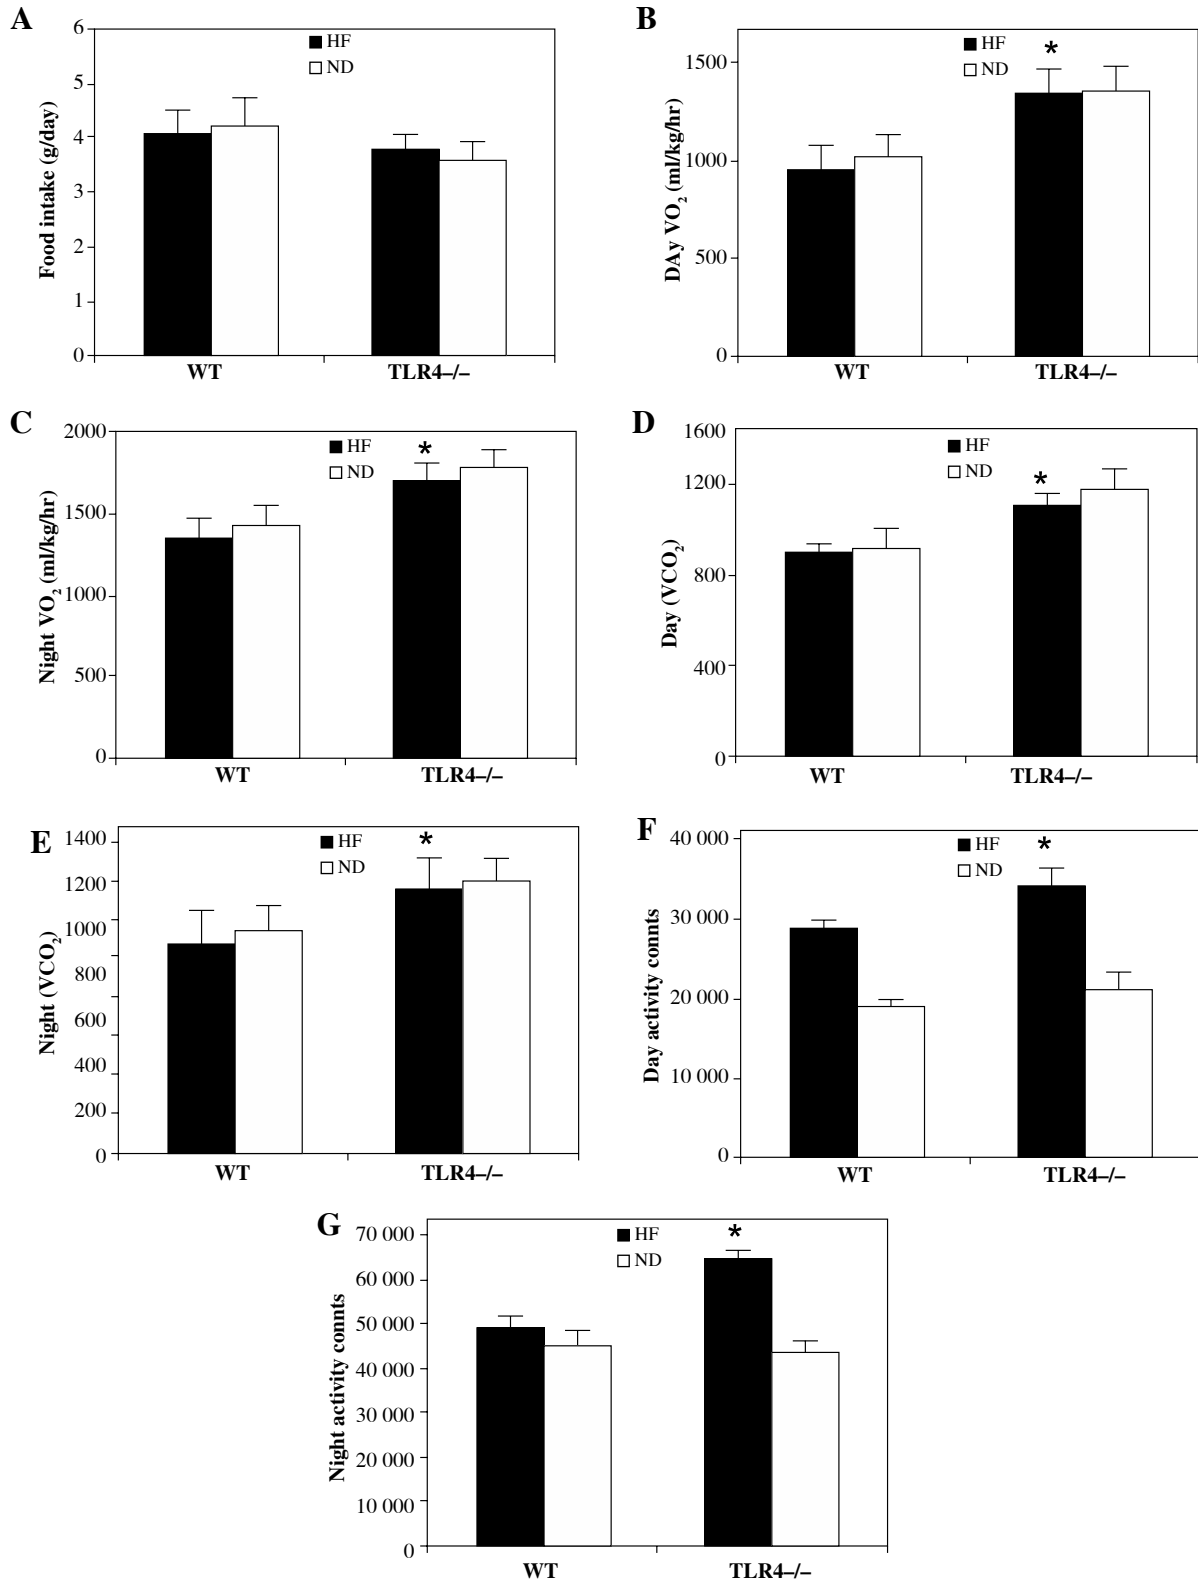 A
Food intake (g/day)
6
5
4
3
2
1
0
HF
ND
WT
TLR4–/–
B
DAy VO2 (ml/kg/hr)
1500
1000
500
0
HF
ND
*
WT
TLR4–/–
C
Night VO2 (ml/kg/hr)
2000
1500
1000
500
0
HF
ND
*
WT
TLR4–/–
D
Day (VCO2)
1600
1200
800
400
0
HF
ND
*
WT
TLR4–/–
E
Night (VCO2)
1400
1200
1000
800
600
400
200
0
HF
ND
*
WT
TLR4–/–
F
Day activity connts
40 000
30 000
20 000
10 000
0
HF
ND
*
WT
TLR4–/–
G
Night activity connts
70 000
60 000
50 000
40 000
30 000
20 000
10 000
0
HF
ND
*
WT
TLR4–/–